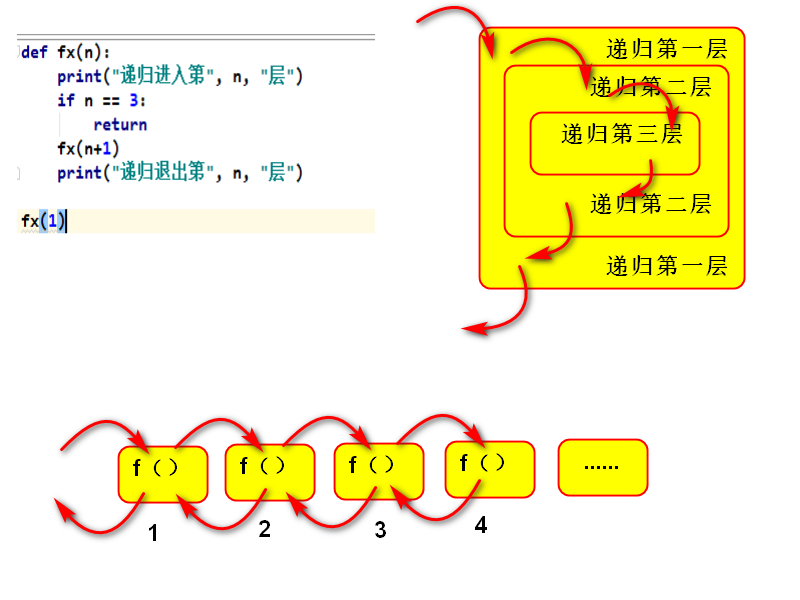 def fx(n):
    print("递归进入第", n, "层")
    if n == 3:
        return
    fx(n+1)
    print("递归退出第", n, "层")
fx(1)
递归第一层
递归第二层
递归第三层
递归第二层
递归第一层
f（）
f（）
f（）
f（）
......
1
2
3
4